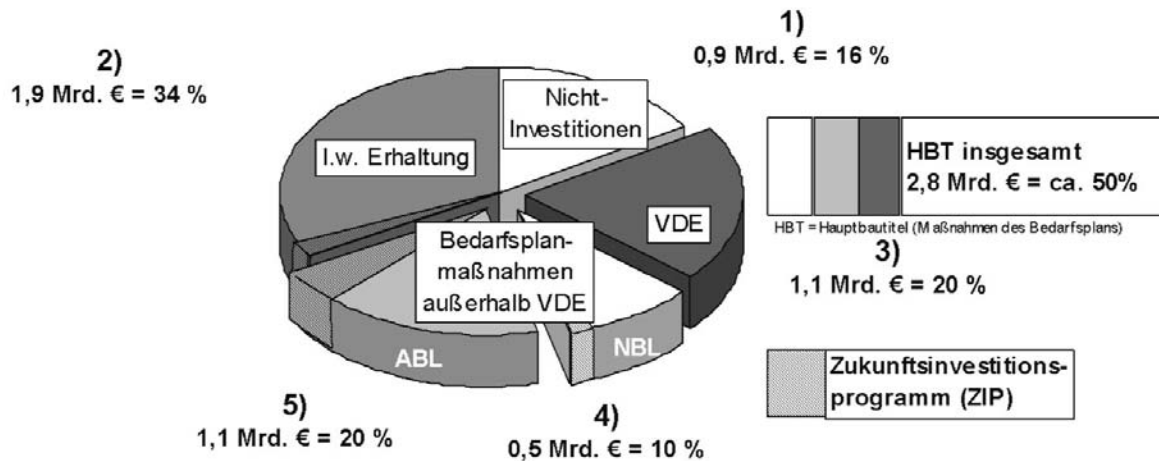 1)
0,9 Mrd. € = 16 %
2)
1,9 Mrd. € = 34 %
Nicht-
Investitionen
I.w. Erhaltung
VDE
HBT insgesamt
2,8 Mrd. € = ca. 50%
HBT = Hauptbautitel (Maßnahmen des Bedarfsplans)
3)
1,1 Mrd. € = 20 %
Bedarfsplan-
maßnahmen
außerhalb VDE
ABL
NBL
Zukunftsinvestitions-
programm (ZIP)
5)
1,1 Mrd. € = 20 %
4)
0,5 Mrd. € = 10 %